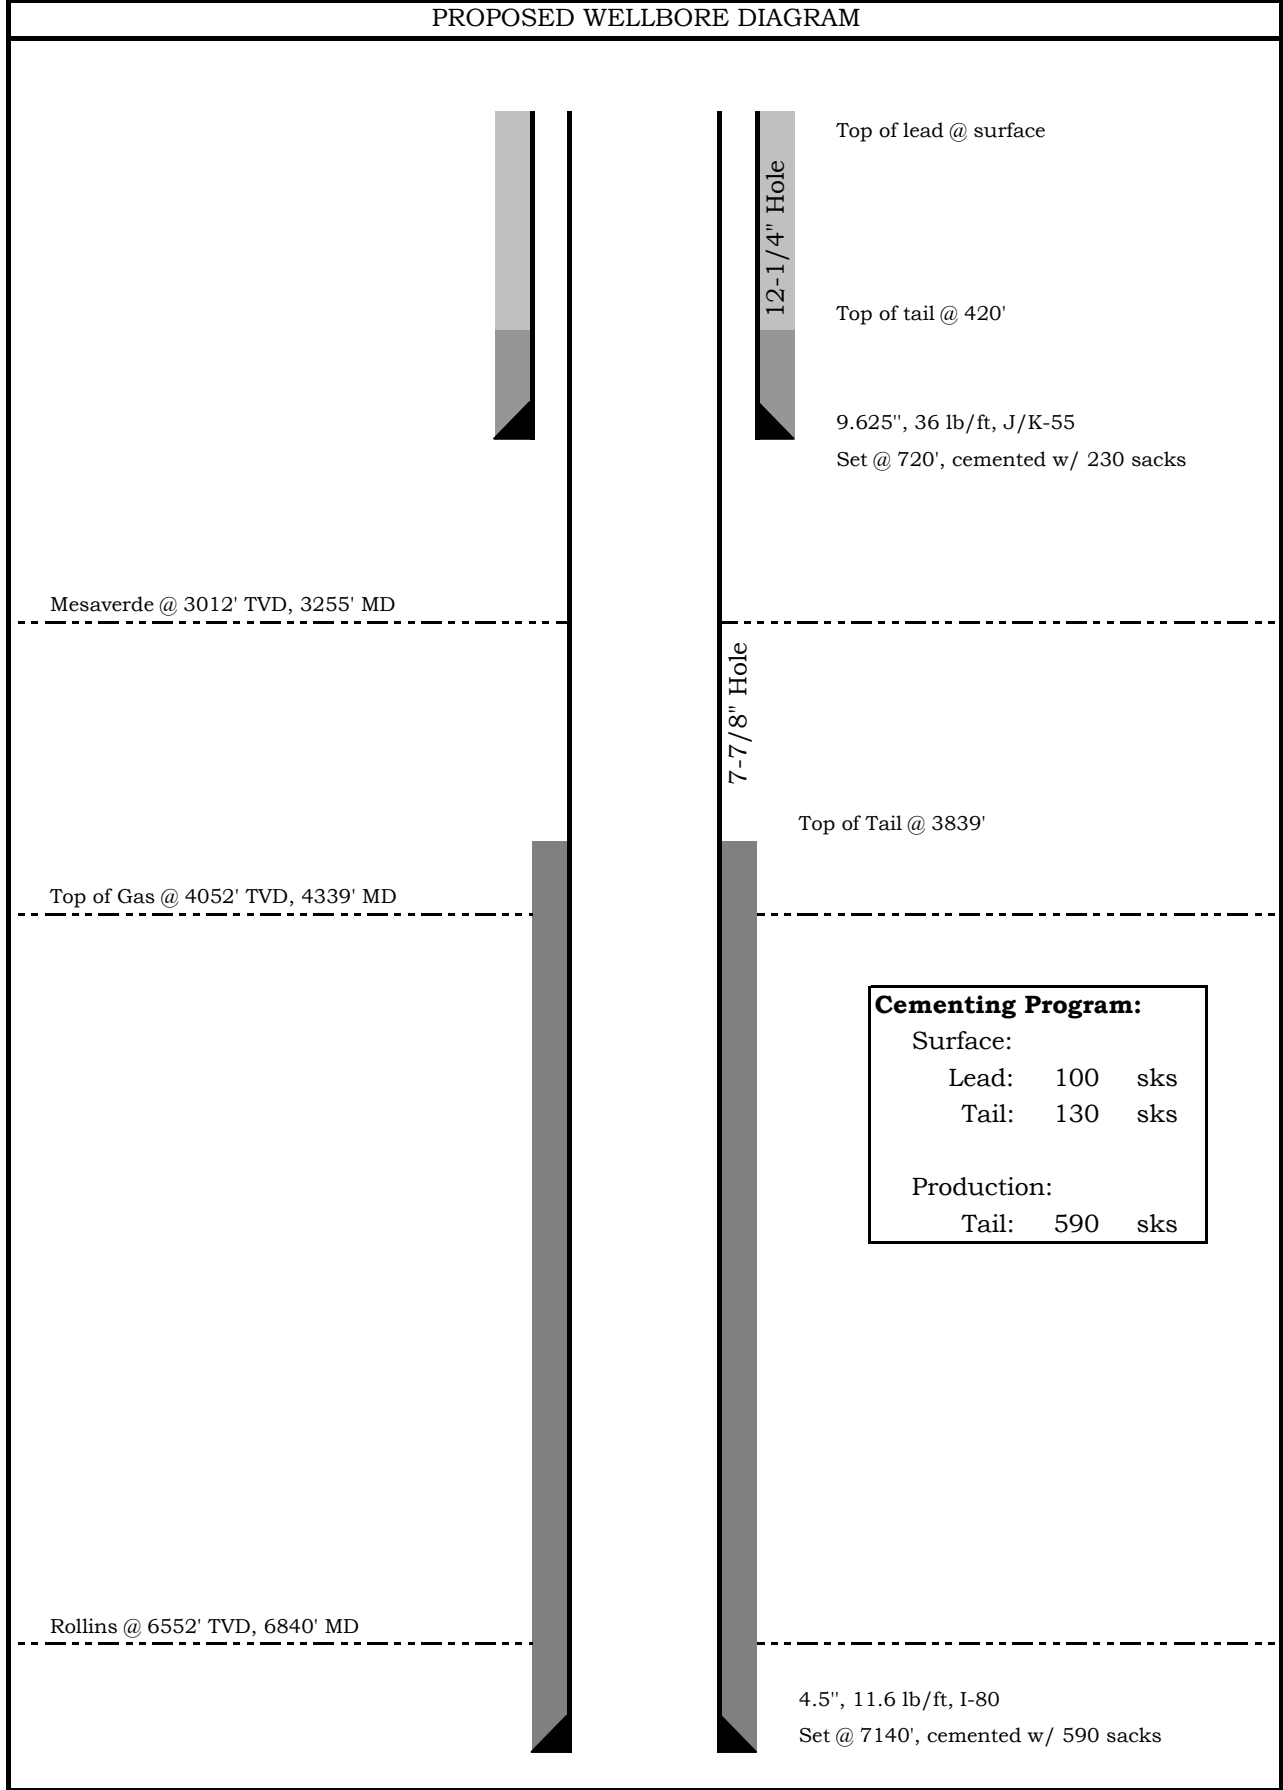 PROPOSED WELLBORE DIAGRAM
Top of lead @ surface
12-1/4" Hole
Top of tail @ 420'
9.625", 36 lb/ft, J/K-55
Set @ 720', cemented w/ 230 sacks
Mesaverde @ 3012' TVD, 3255' MD
7-7/8" Hole
Top of Tail @ 3839'
Top of Gas @ 4052' TVD, 4339' MD
Cementing Program:
Surface:
Lead: 100 sks
Tail: 130 sks
Production:
Tail: 590 sks
Rollins @ 6552' TVD, 6840' MD
4.5", 11.6 lb/ft, I-80
Set @ 7140', cemented w/ 590 sacks